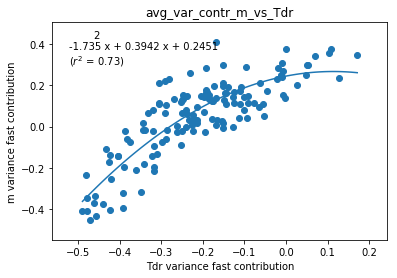 avg_var_contr_m_vs_Tdr
2
-1.735 x + 0.3942 x + 0.2451
(r² = 0.73)
0.4
0.2
0.0
−0.2
−0.4
m variance fast contribution
−0.5 −0.4 −0.3 −0.2 −0.1 0.0 0.1 0.2
Tdr variance fast contribution